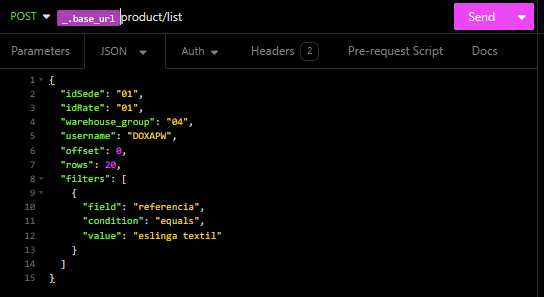 POST _.base_url product/list Send
Parameters JSON Auth Headers 2 Pre-request Script Docs
1 {
2 "idSede": "01",
3 "idRate": "01",
4 "warehouse_group": "04",
5 "username": "DOXAPW",
6 "offset": 0,
7 "rows": 20,
8 "filters": [
9 {
10 "field": "referencia",
11 "condition": "equals",
12 "value": "eslinga textil"
13 }
14 ]
15 }